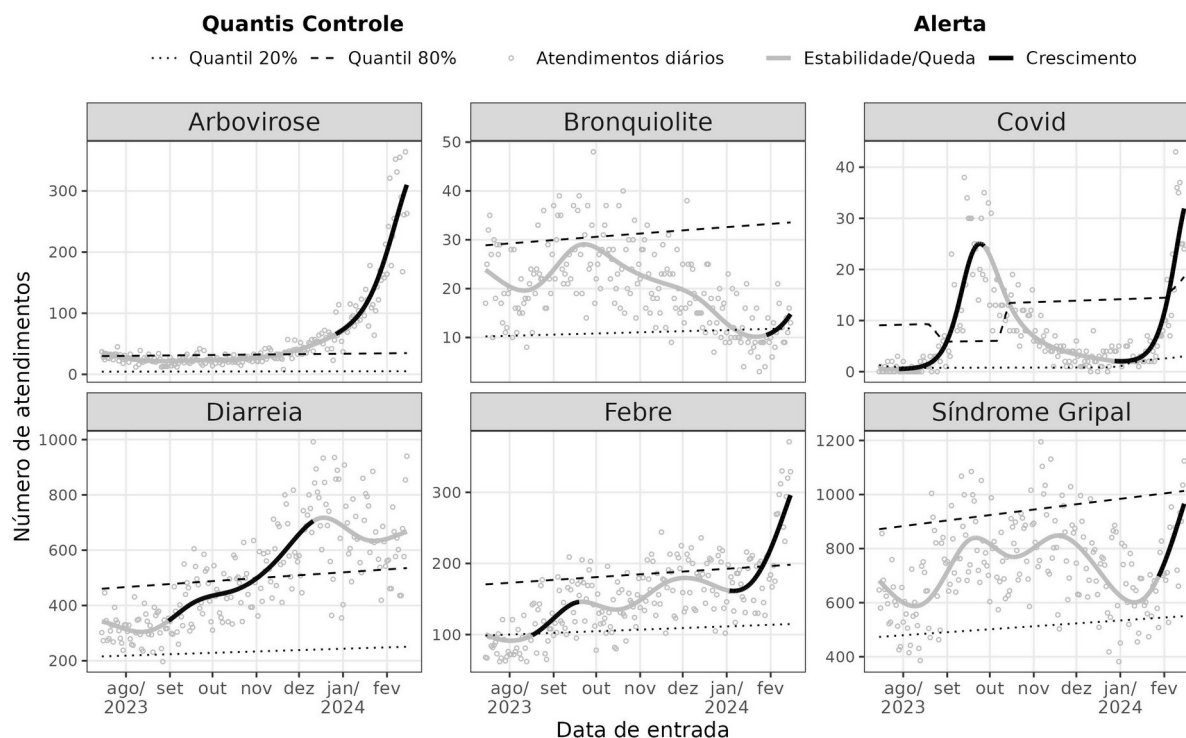 Quantis Controle
Alerta
Quantil 20%
Quantil 80%
Atendimentos diários
Estabilidade/Queda
Crescimento
Número de atendimentos
Arbovirose
300
200
100
0
Bronquiolite
50
40
30
20
10
Covid
40
30
20
10
0
Diarreia
1000
800
600
400
200
ago/ set out nov dez jan/ fev
2023 2024
Febre
300
200
100
ago/ set out nov dez jan/ fev
2023 2024
Síndrome Gripal
1200
1000
800
600
400
ago/ set out nov dez jan/ fev
2023 2024
Data de entrada